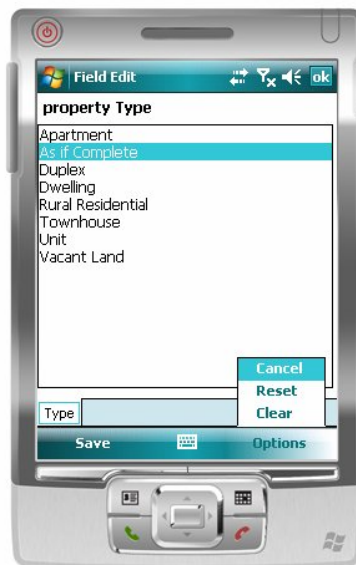 Field Edit
ok
property Type
Apartment
As if Complete
Duplex
Dwelling
Rural Residential
Townhouse
Unit
Vacant Land
Cancel
Reset
Clear
Type
Save
Options